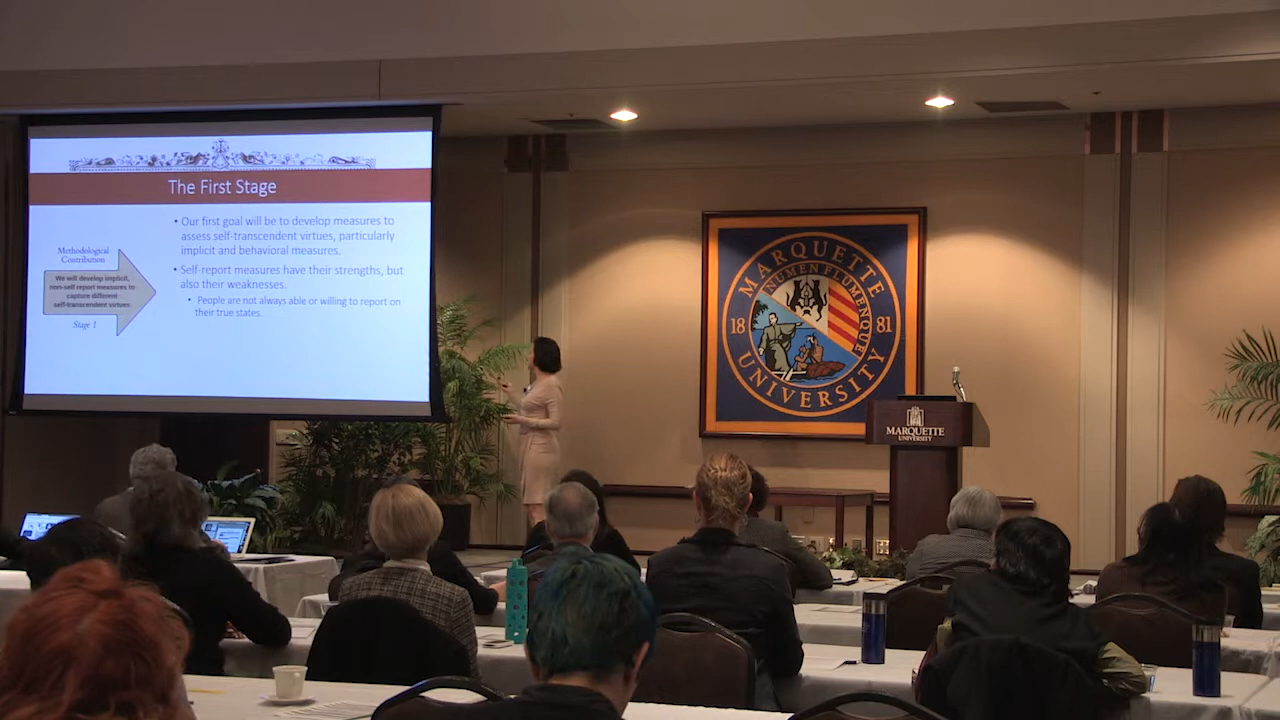 The First Stage
• Our first goal will be to develop measures to
assess self-transcendent virtues, particularly
implicit and behavioral measures.
• Self-report measures have their strengths, but
also their weaknesses.
• People are not always able or willing to report on
their true states.
Methodological
Contribution
We will develop implicit,
non-self report measures to
capture different
self-transcendent virtues
Stage 1
MARQUETTE
NUMEN FLUMENQUE
18 81
UNIVERSITY
MARQUETTE
UNIVERSITY